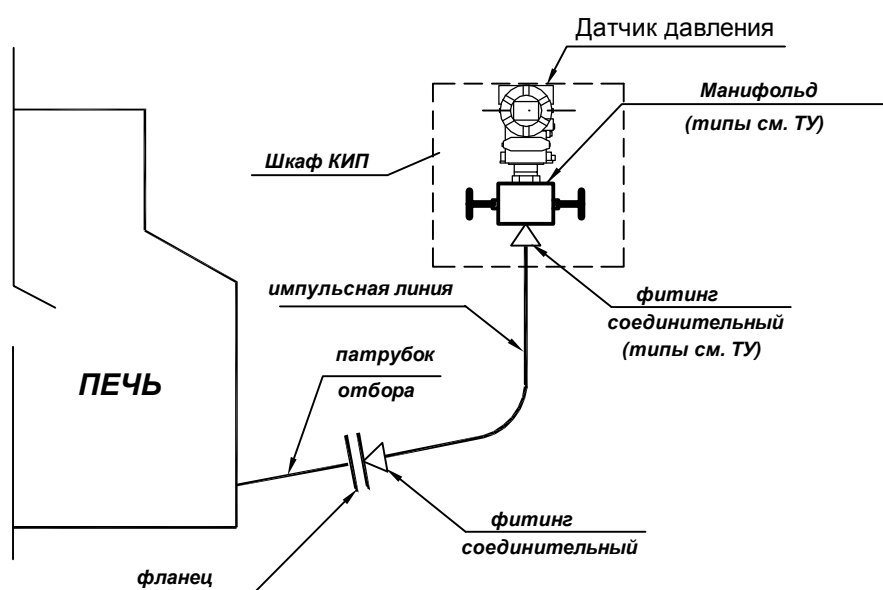 Датчик давления
Манифольд
(типы см. ТУ)
Шкаф КИП
импульсная линия
фитинг
соединительный
(типы см. ТУ)
патрубок
отбора
ПЕЧЬ
фитинг
соединительный
фланец